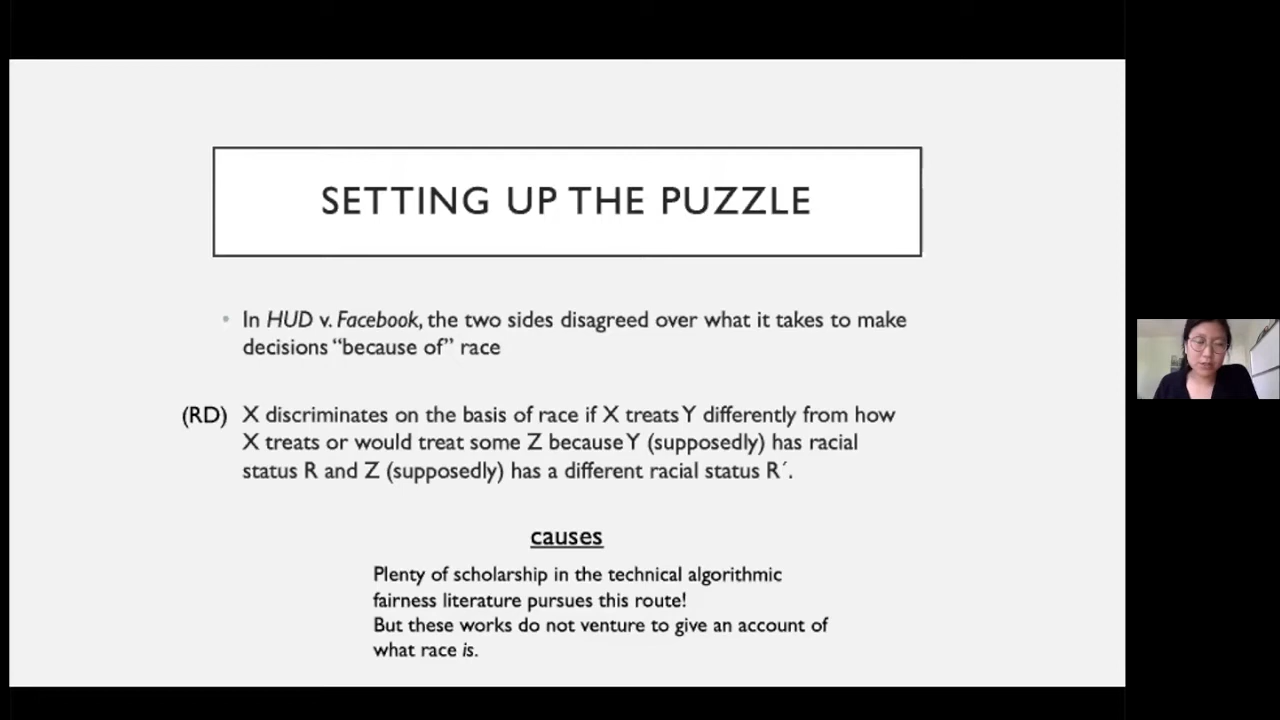 SETTING UP THE PUZZLE
• In HUD v. Facebook, the two sides disagreed over what it takes to make
decisions “because of” race
(RD) X discriminates on the basis of race if X treats Y differently from how
X treats or would treat some Z because Y (supposedly) has racial
status R and Z (supposedly) has a different racial status R´.
causes
Plenty of scholarship in the technical algorithmic
fairness literature pursues this route!
But these works do not venture to give an account of
what race is.